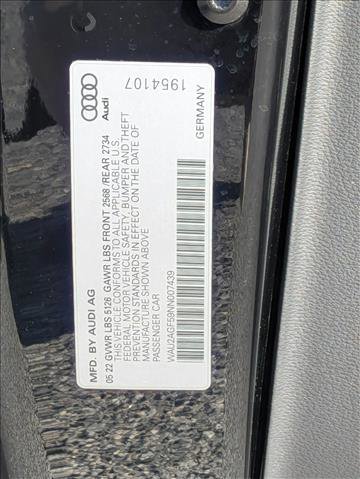 MFD. BY AUDI AG
05 22 GVWR LBS 5126 GAWR LBS FRONT 2568 /REAR 2734
THIS VEHICLE CONFORMS TO ALL APPLICABLE U.S.
FEDERAL MOTOR VEHICLE SAFETY, BUMPER AND THEFT
PREVENTION STANDARDS IN EFFECT ON THE DATE OF
MANUFACTURE SHOWN ABOVE
PASSENGER CAR
WAU2AGF59NN007439
GERMANY
Audi
1954107